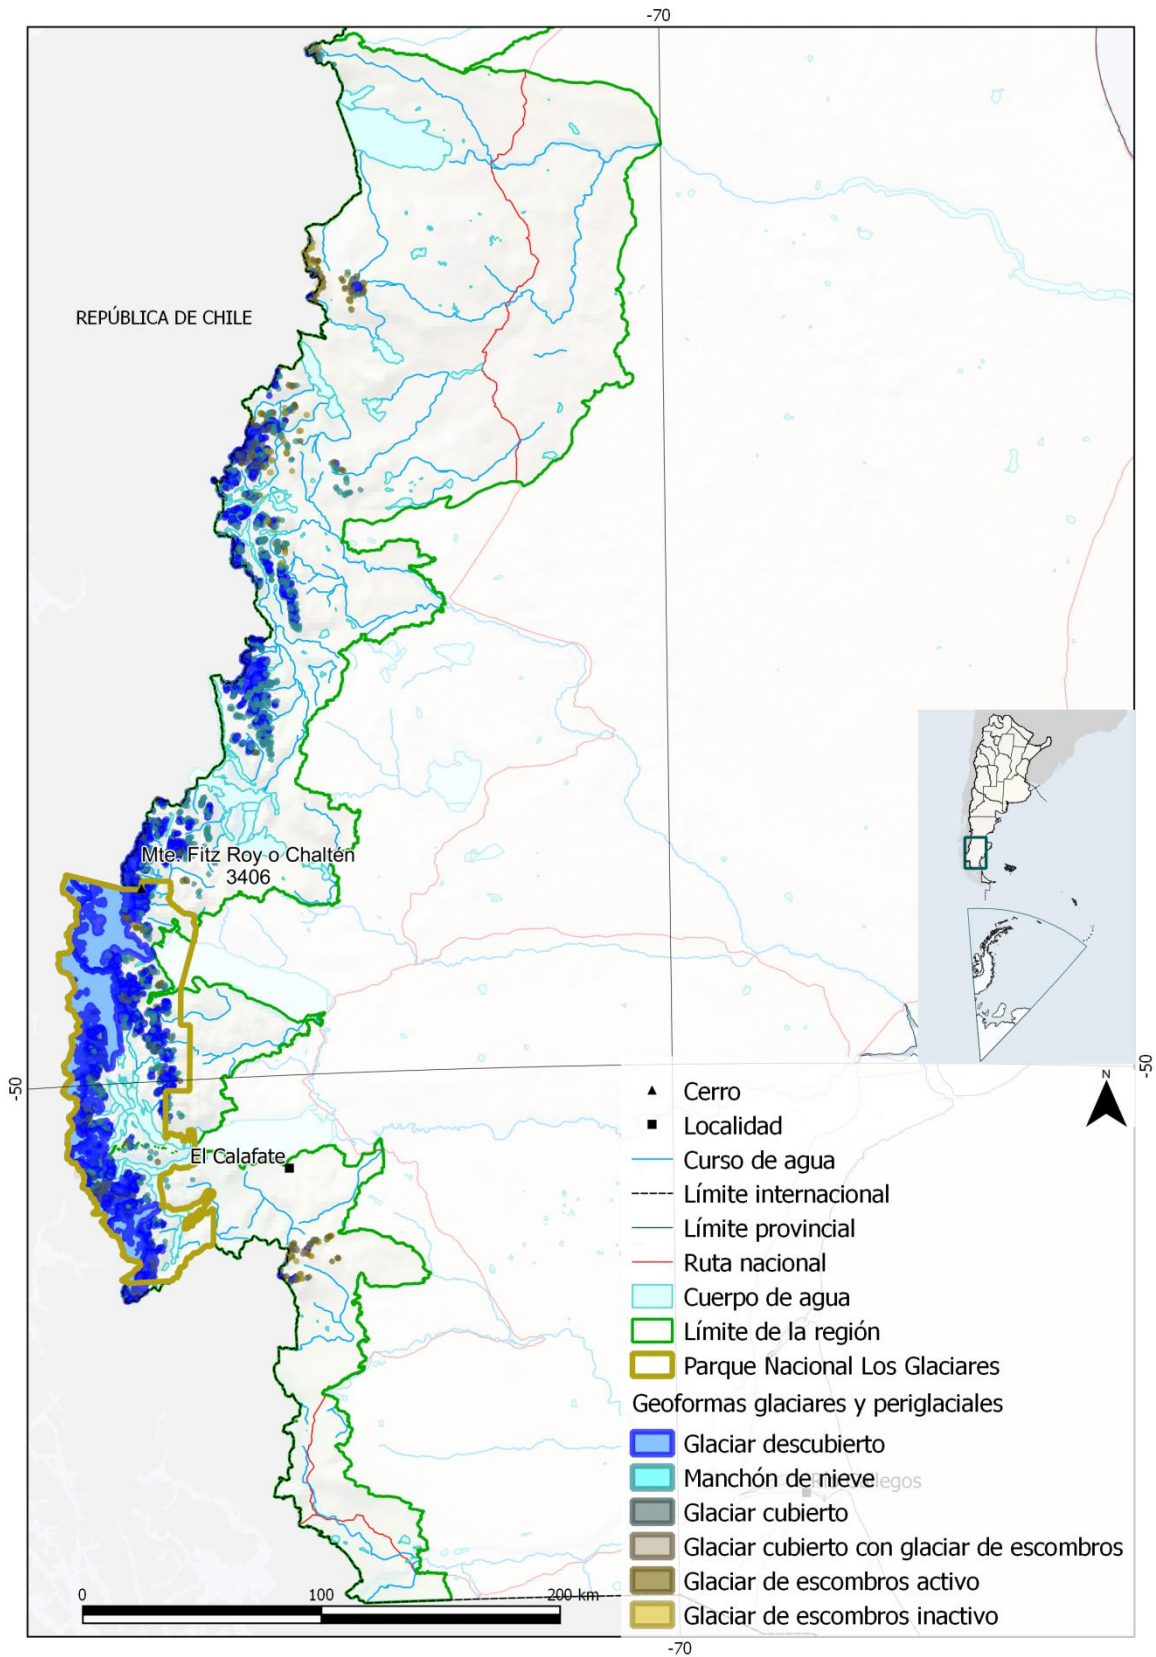 -70
REPÚBLICA DE CHILE
Mte. Fitz Roy o Chaltén
3406
-50
-50
El Calafate
N
Cerro
Localidad
Curso de agua
Límite internacional
Límite provincial
Ruta nacional
Cuerpo de agua
Límite de la región
Parque Nacional Los Glaciares
Geoformas glaciares y periglaciales
Glaciar descubierto
Manchón de nieve
Glaciar cubierto
Glaciar cubierto con glaciar de escombros
Glaciar de escombros activo
Glaciar de escombros inactivo
0 100 200 km
-70